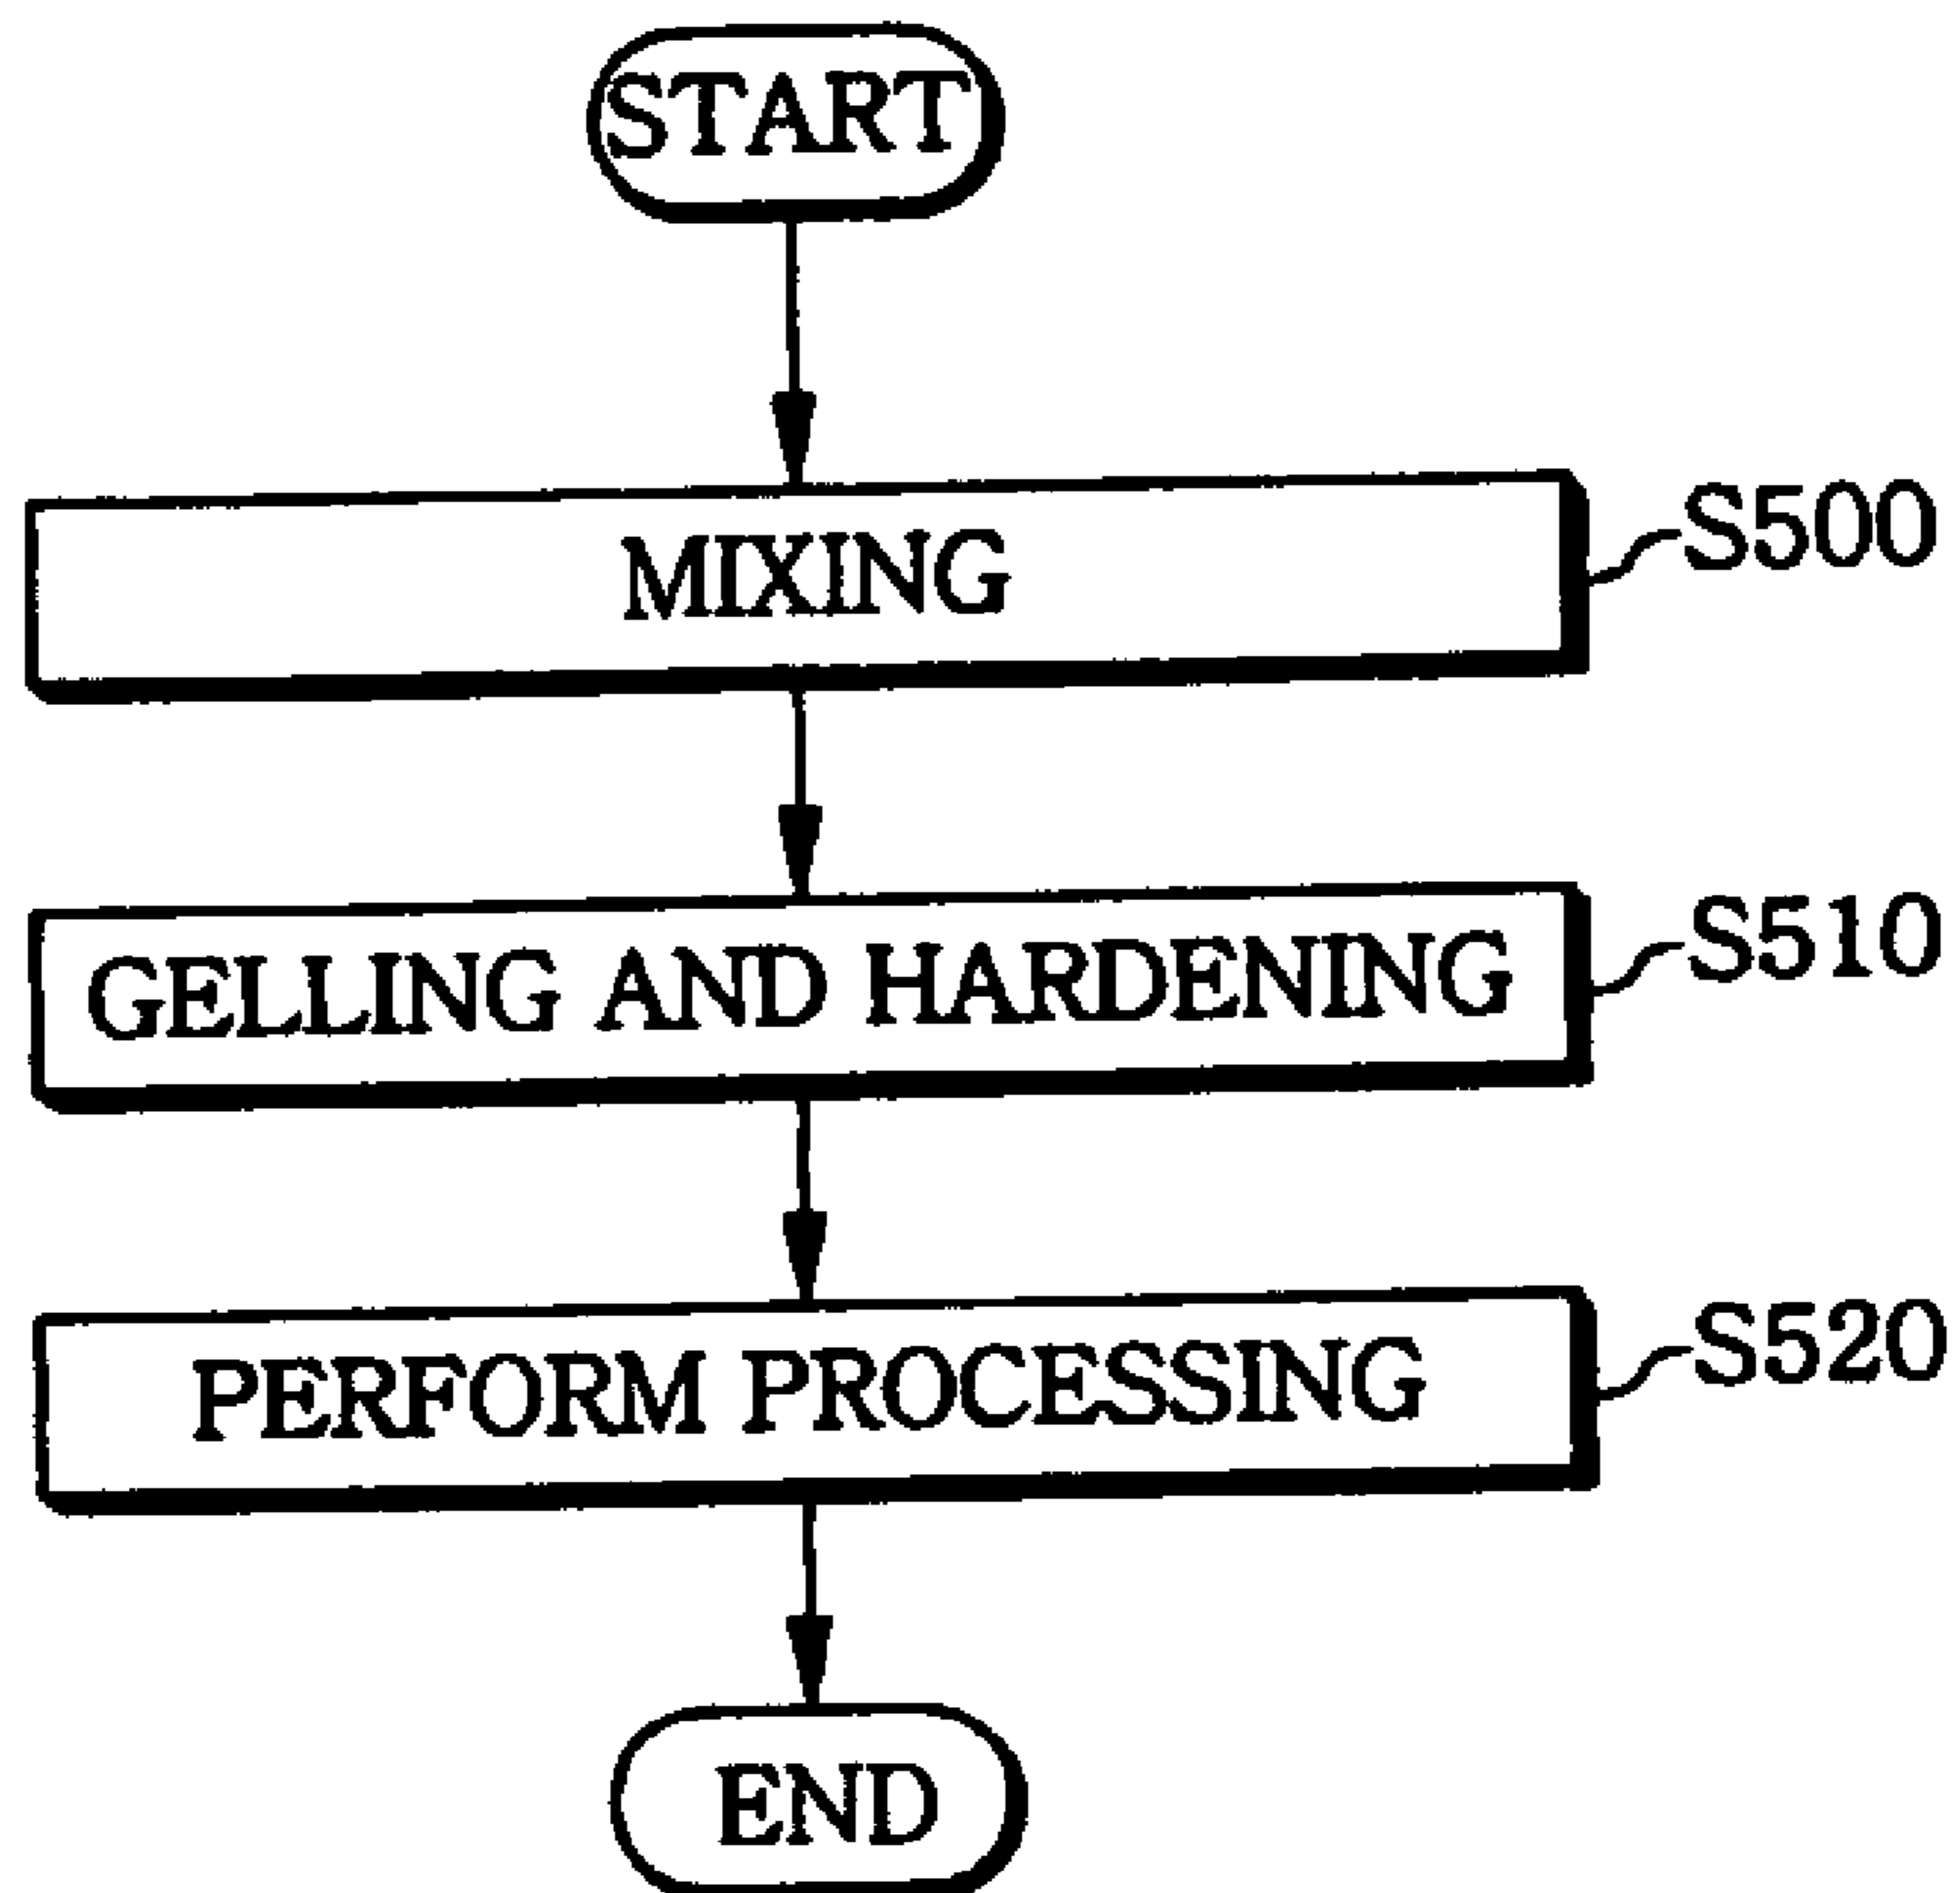 START
MIXING
S500
GELLING AND HARDENING
S510
PERFORM PROCESSING
S520
END